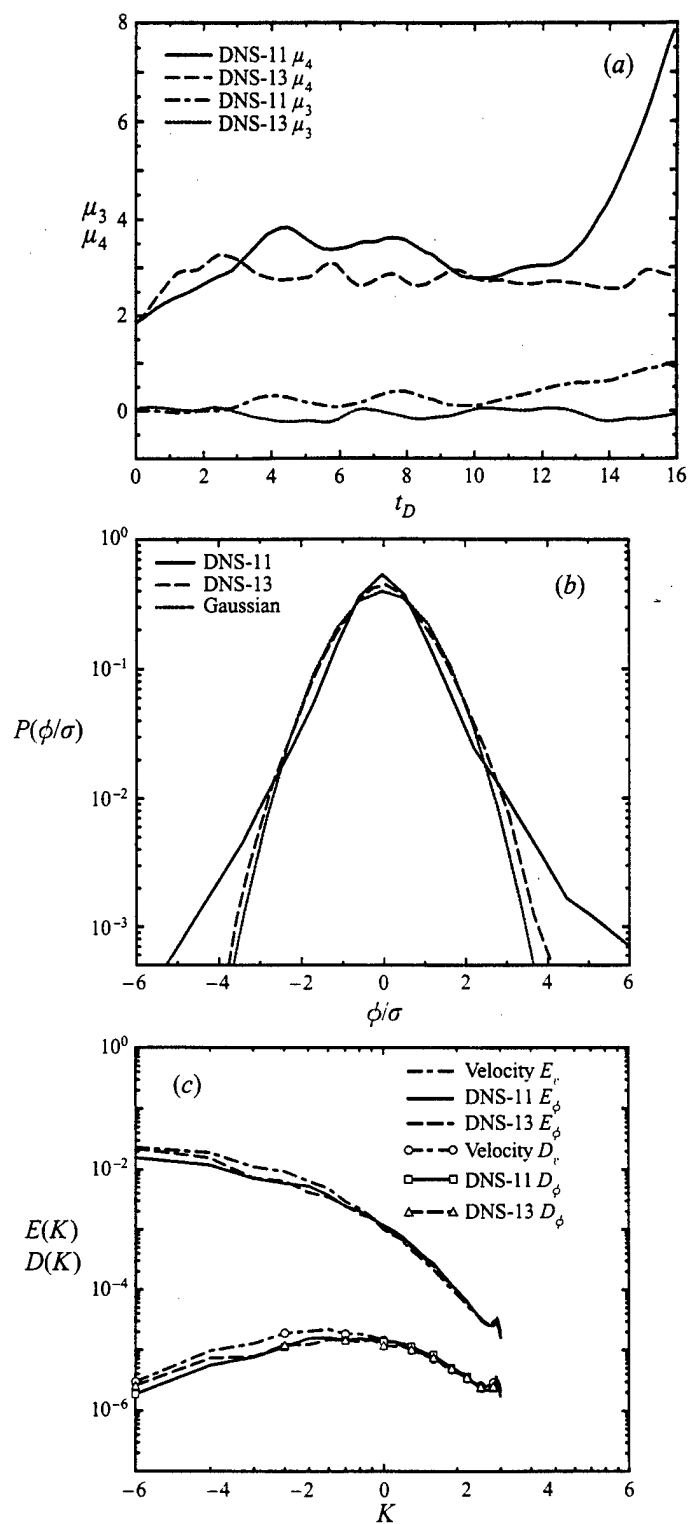 8
6
4
2
0
μ3
μ4
DNS-11 μ4
DNS-13 μ4
DNS-11 μ3
DNS-13 μ3
(a)
0 2 4 6 8 10 12 14 16
tD
10^0
10^-1
10^-2
10^-3
P(φ/σ)
DNS-11
DNS-13
Gaussian
(b)
-6 -4 -2 0 2 4 6
φ/σ
10^0
10^-2
10^-4
10^-6
E(K)
D(K)
(c)
Velocity Ev
DNS-11 Eφ
DNS-13 Eφ
Velocity Dv
DNS-11 Dφ
DNS-13 Dφ
-6 -4 -2 0 2 4 6
K